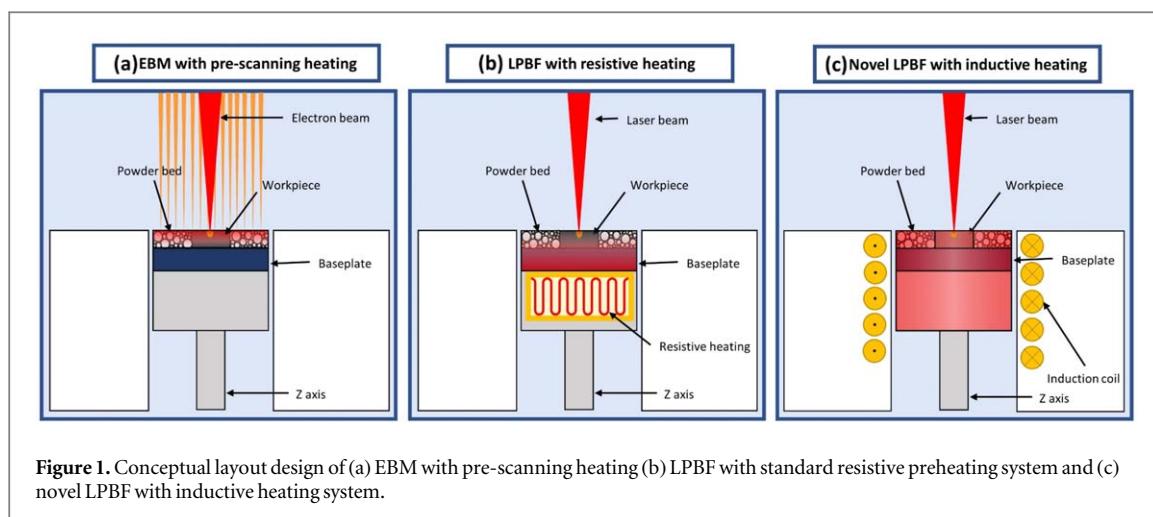 (a) EBM with pre-scanning heating
Electron beam
Powder bed
Workpiece
Baseplate
Z axis
(b) LPBF with resistive heating
Laser beam
Powder bed
Workpiece
Baseplate
Resistive heating
Z axis
(c) Novel LPBF with inductive heating
Laser beam
Powder bed
Workpiece
Baseplate
Induction coil
Z axis
Figure 1. Conceptual layout design of (a) EBM with pre-scanning heating (b) LPBF with standard resistive preheating system and (c)
novel LPBF with inductive heating system.